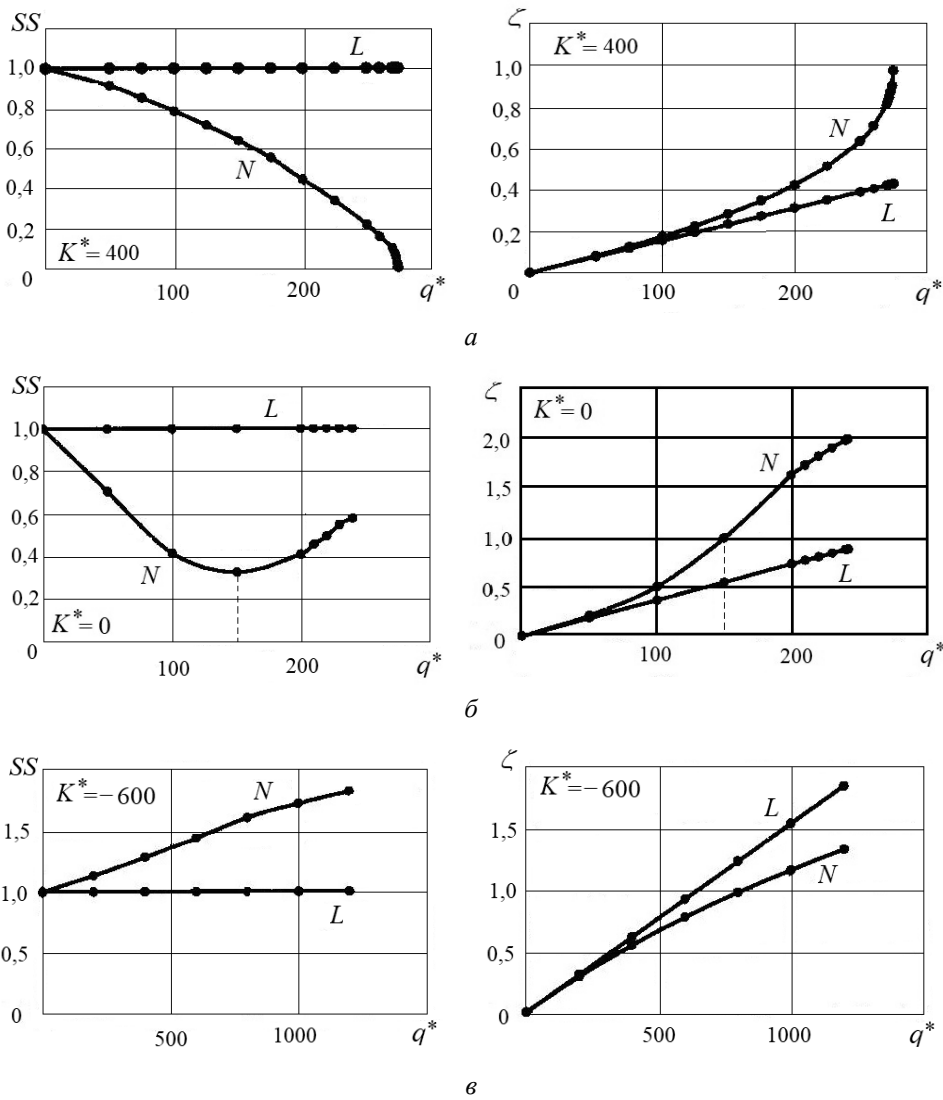 SS
ζ
L
K* = 400
1,0
1,0
0,8
0,8
N
0,6
0,6
N
0,4
0,4
L
0,2
0,2
K* = 400
0
100
200
q*
0
100
200
q*
а
SS
ζ
L
K* = 0
1,0
2,0
0,8
N
1,5
0,6
1,0
0,4
N
L
0,5
0,2
K* = 0
0
100
200
q*
0
100
200
q*
б
SS
ζ
K* = −600
N
K* = −600
L
1,5
1,5
1,0
1,0
L
N
0,5
0,5
0
500
1000
q*
0
500
1000
q*
в